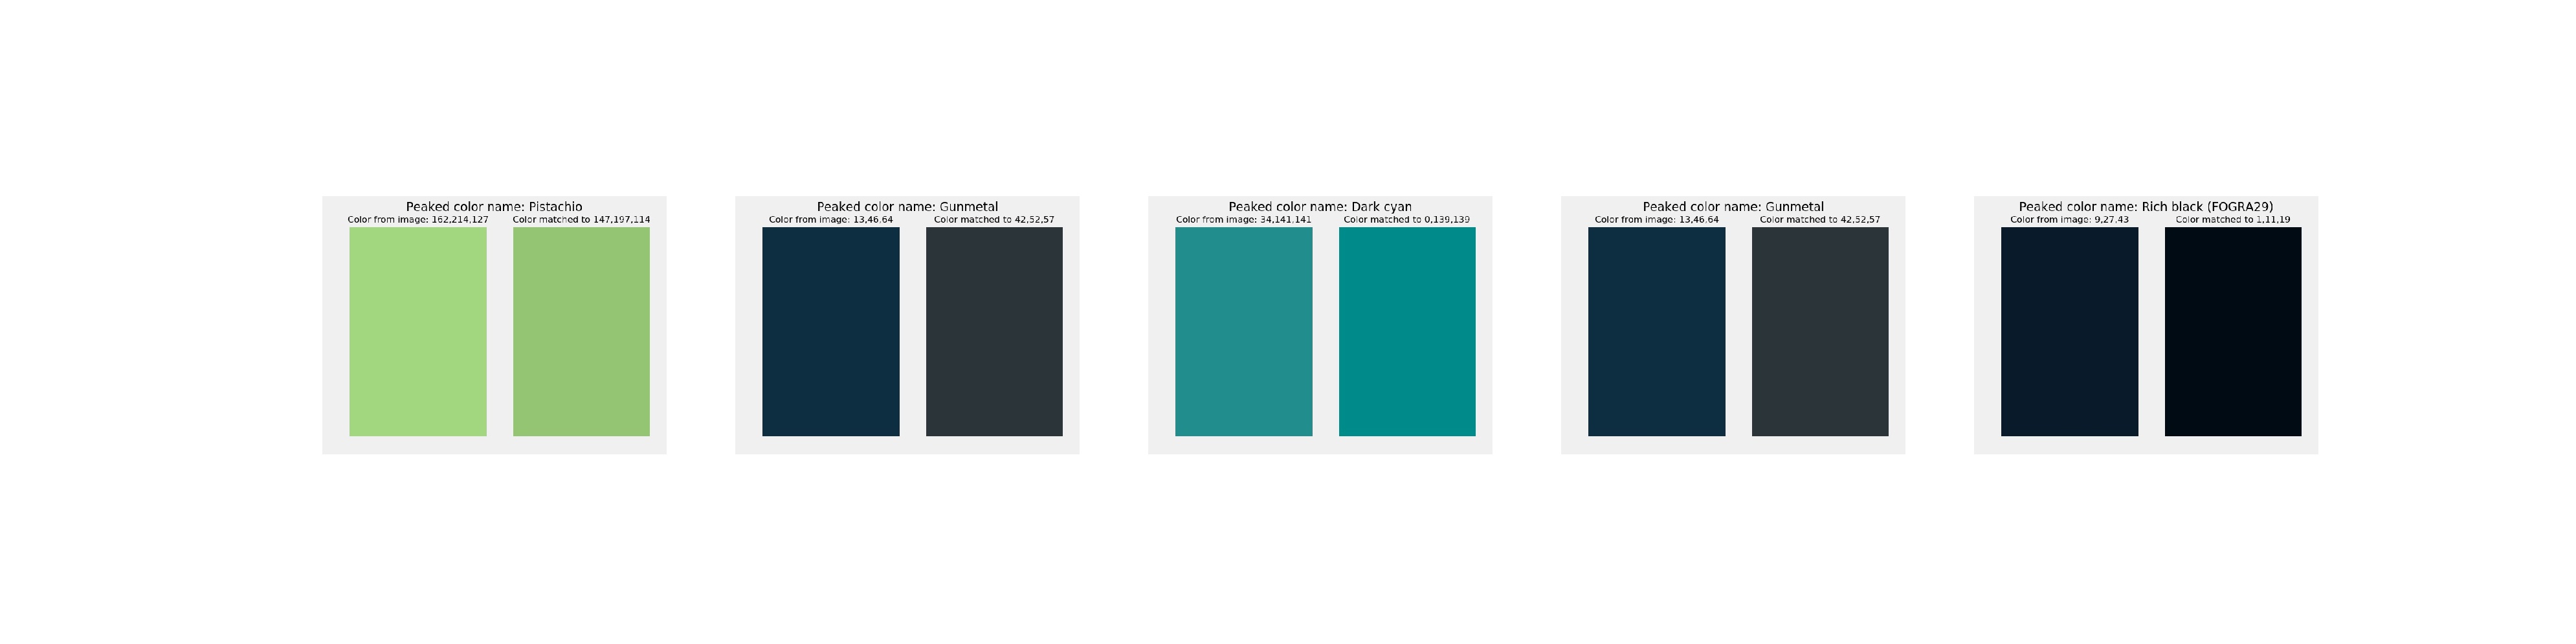 Peaked color name: Pistachio
Color from image: 162,214,127
Color matched to 147,197,114
Peaked color name: Gunmetal
Color from image: 13,46,64
Color matched to 42,52,57
Peaked color name: Dark cyan
Color from image: 34,141,141
Color matched to 0,139,139
Peaked color name: Gunmetal
Color from image: 13,46,64
Color matched to 42,52,57
Peaked color name: Rich black (FOGRA29)
Color from image: 9,27,43
Color matched to 1,11,19